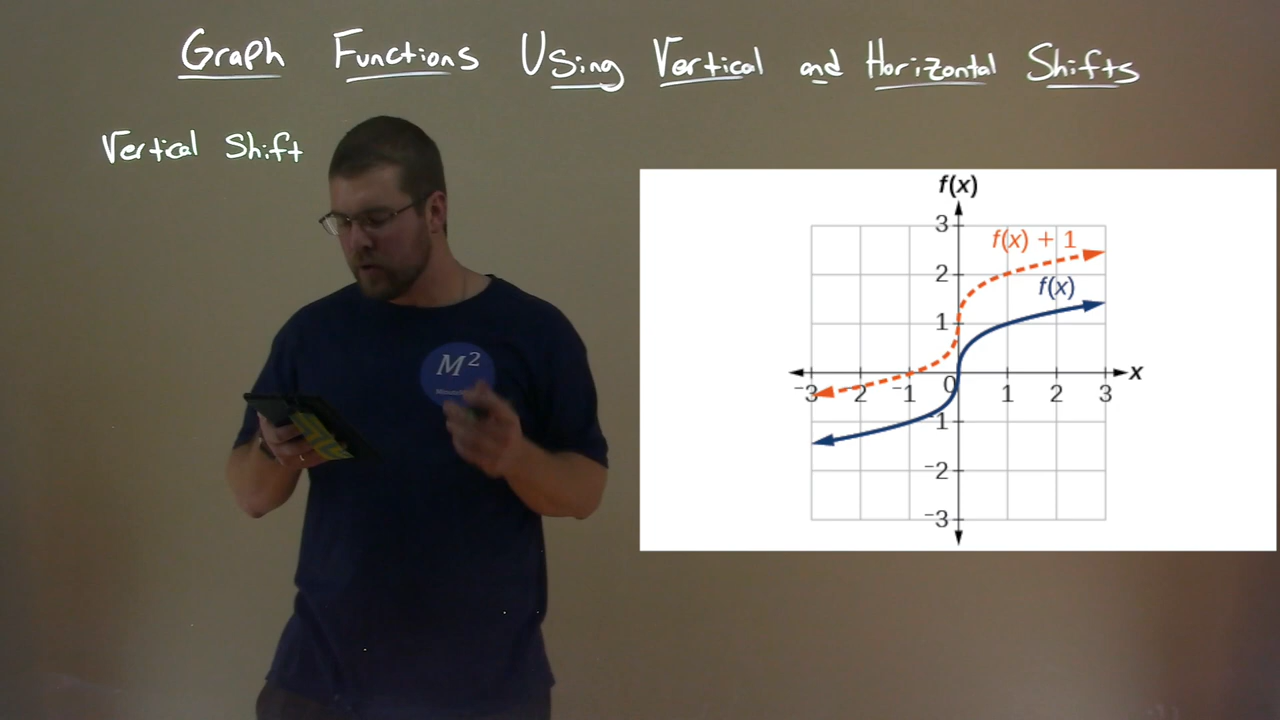 Graph Functions Using Vertical and Horizontal Shifts
Vertical Shift
M²
f(x)
3
f(x) + 1
2
f(x)
1
x
-3 -2 -1 0 1 2 3
-1
-2
-3